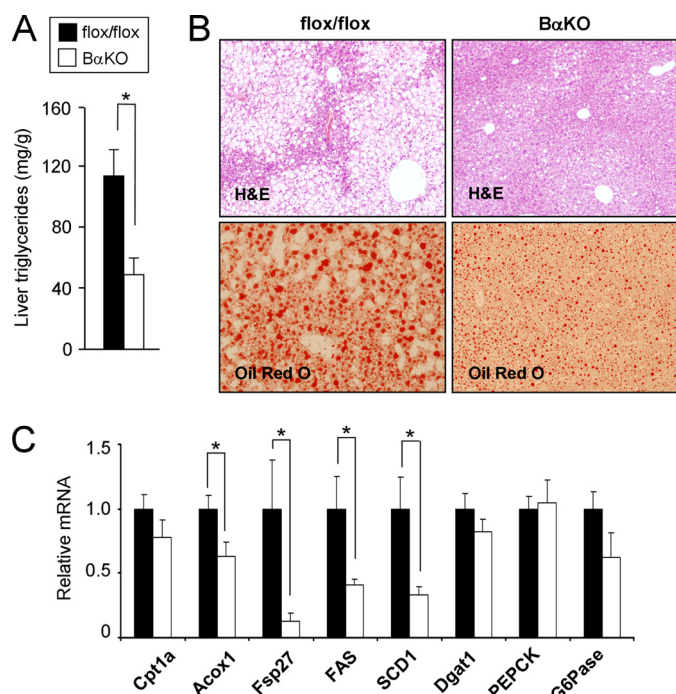 A
flox/flox
BαKO
Liver triglycerides (mg/g)
160
120
80
40
0
*
B
flox/flox
BαKO
H&E
H&E
Oil Red O
Oil Red O
C
Relative mRNA
1.5
1.0
0.5
0
*
*
*
*
Cpt1a
Acox1
Fsp27
FAS
SCD1
Dgat1
PEPCK
G6Pase